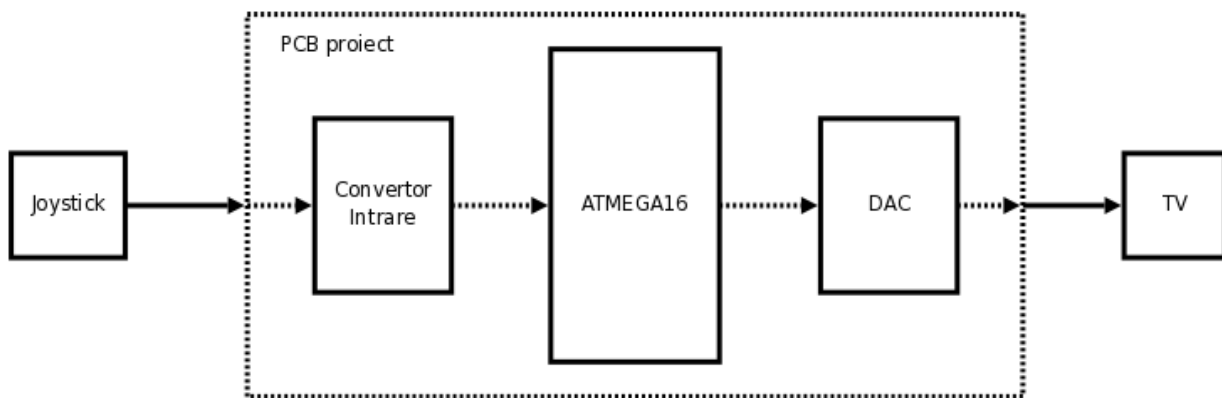 PCB proiect
Joystick
Convertor
Intrare
ATMEGA16
DAC
TV